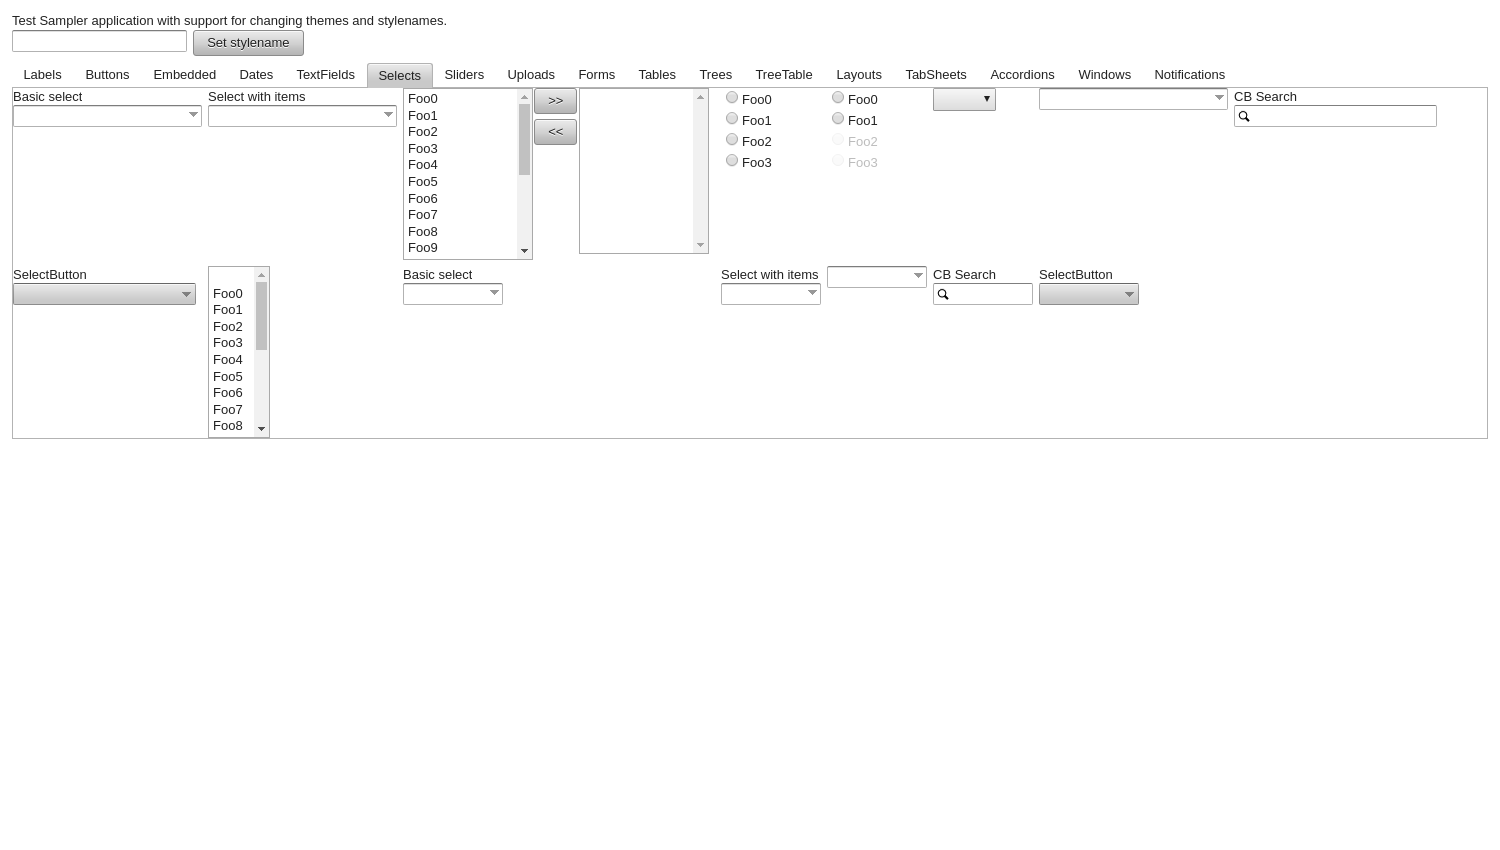 Test Sampler application with support for changing themes and stylenames.
Set stylename
Labels Buttons Embedded Dates TextFields Selects Sliders Uploads Forms Tables Trees TreeTable Layouts TabSheets Accordions Windows Notifications
Basic select
Select with items
Foo0
Foo1
Foo2
Foo3
Foo4
Foo5
Foo6
Foo7
Foo8
Foo9
>>
<<
Foo0
Foo1
Foo2
Foo3
Foo0
Foo1
Foo2
Foo3
CB Search
SelectButton
Foo0
Foo1
Foo2
Foo3
Foo4
Foo5
Foo6
Foo7
Foo8
Basic select
Select with items
CB Search
SelectButton